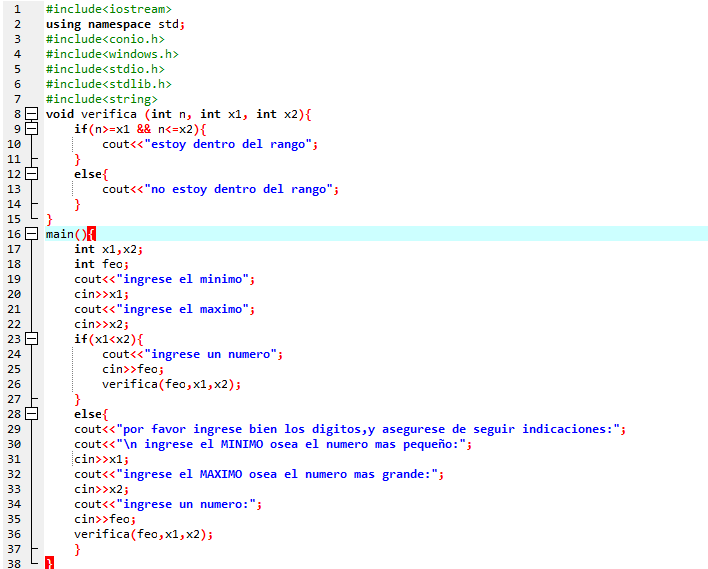 1 #include<iostream>
2 using namespace std;
3 #include<conio.h>
4 #include<windows.h>
5 #include<stdio.h>
6 #include<stdlib.h>
7 #include<string>
8 void verifica (int n, int x1, int x2){
9 if(n>=x1 && n<=x2){
10 cout<<"estoy dentro del rango";
11 }
12 else{
13 cout<<"no estoy dentro del rango";
14 }
15 }
16 main(){
17 int x1,x2;
18 int feo;
19 cout<<"ingrese el minimo";
20 cin>>x1;
21 cout<<"ingrese el maximo";
22 cin>>x2;
23 if(x1<x2){
24 cout<<"ingrese un numero";
25 cin>>feo;
26 verifica(feo,x1,x2);
27 }
28 else{
29 cout<<"por favor ingrese bien los digitos,y asegurese de seguir indicaciones:";
30 cout<<"\n ingrese el MINIMO osea el numero mas pequeño:";
31 cin>>x1;
32 cout<<"ingrese el MAXIMO osea el numero mas grande:";
33 cin>>x2;
34 cout<<"ingrese un numero:";
35 cin>>feo;
36 verifica(feo,x1,x2);
37 }
38 }